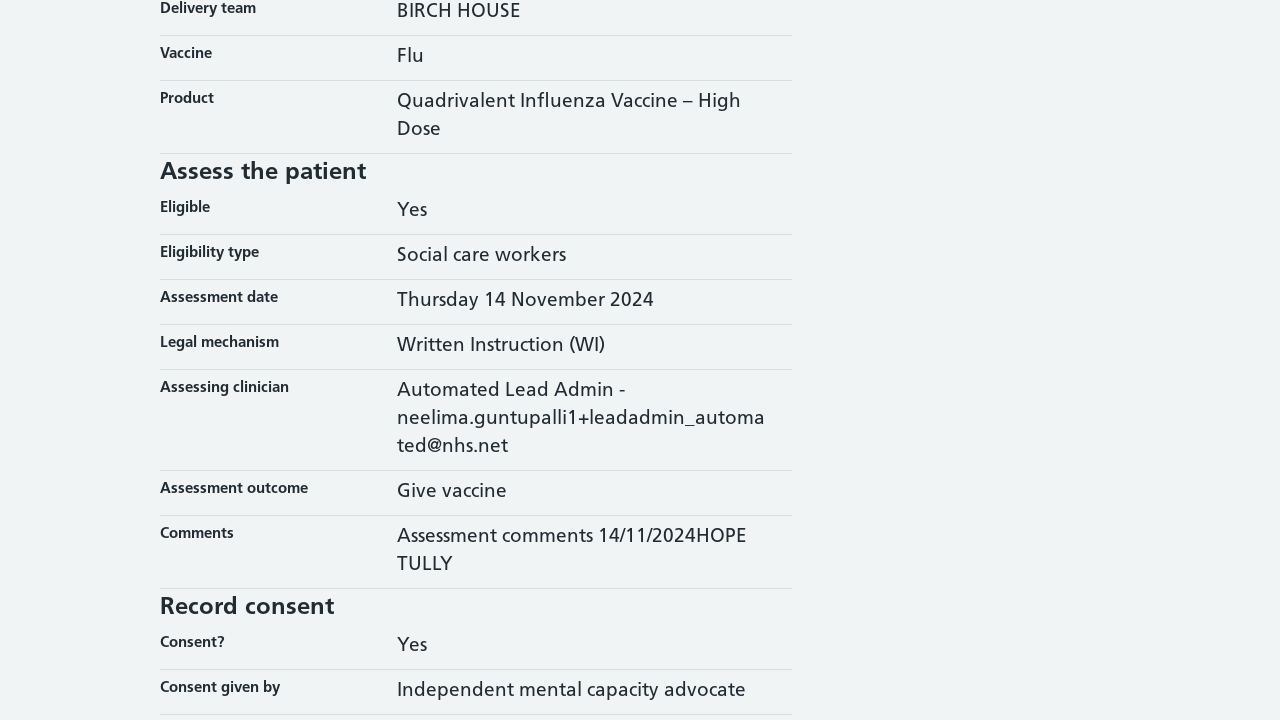 Delivery team
BIRCH HOUSE
Vaccine
Flu
Product
Quadrivalent Influenza Vaccine – High
Dose
Assess the patient
Eligible
Yes
Eligibility type
Social care workers
Assessment date
Thursday 14 November 2024
Legal mechanism
Written Instruction (WI)
Assessing clinician
Automated Lead Admin -
neelima.guntupalli1+leadadmin_automa
ted@nhs.net
Assessment outcome
Give vaccine
Comments
Assessment comments 14/11/2024HOPE
TULLY
Record consent
Consent?
Yes
Consent given by
Independent mental capacity advocate